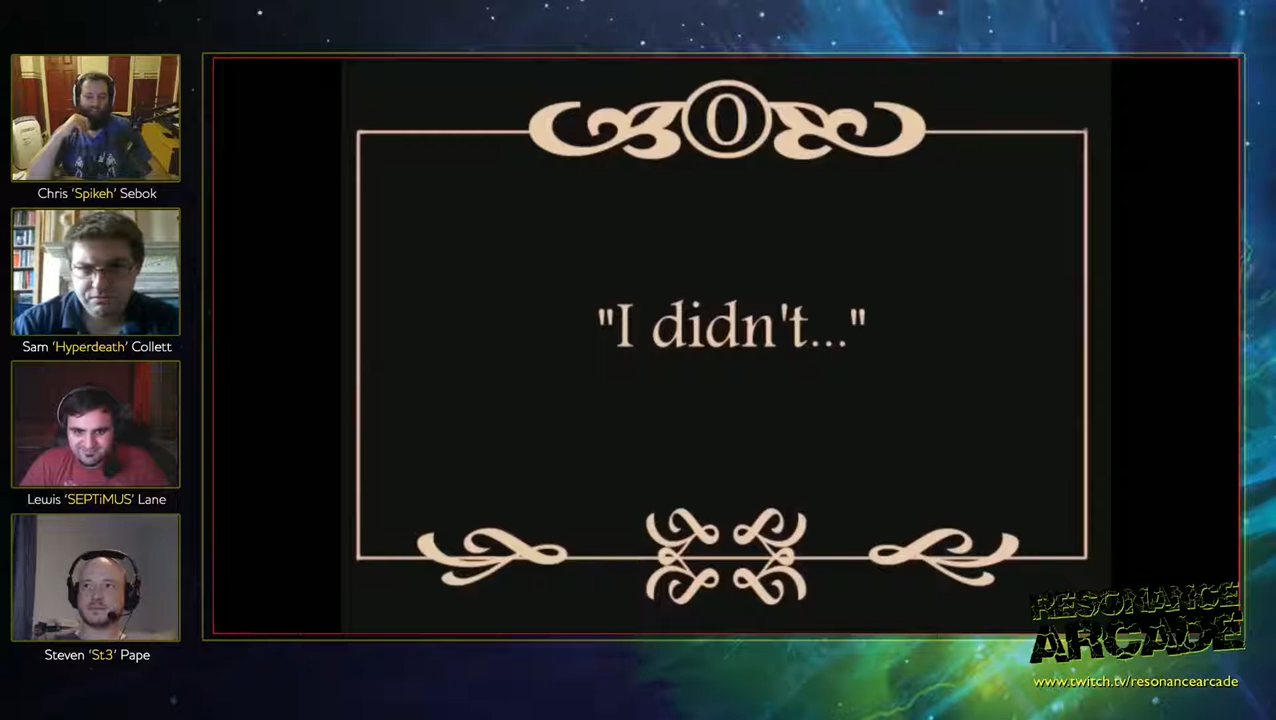 Chris 'Spikeh' Sebok
Sam 'Hyperdeath' Collett
Lewis 'SEPTiMUS' Lane
Steven 'St3' Pape
O
"I didn't..."
RESONANCE
ARCADE
www.twitch.tv/resonancearcade